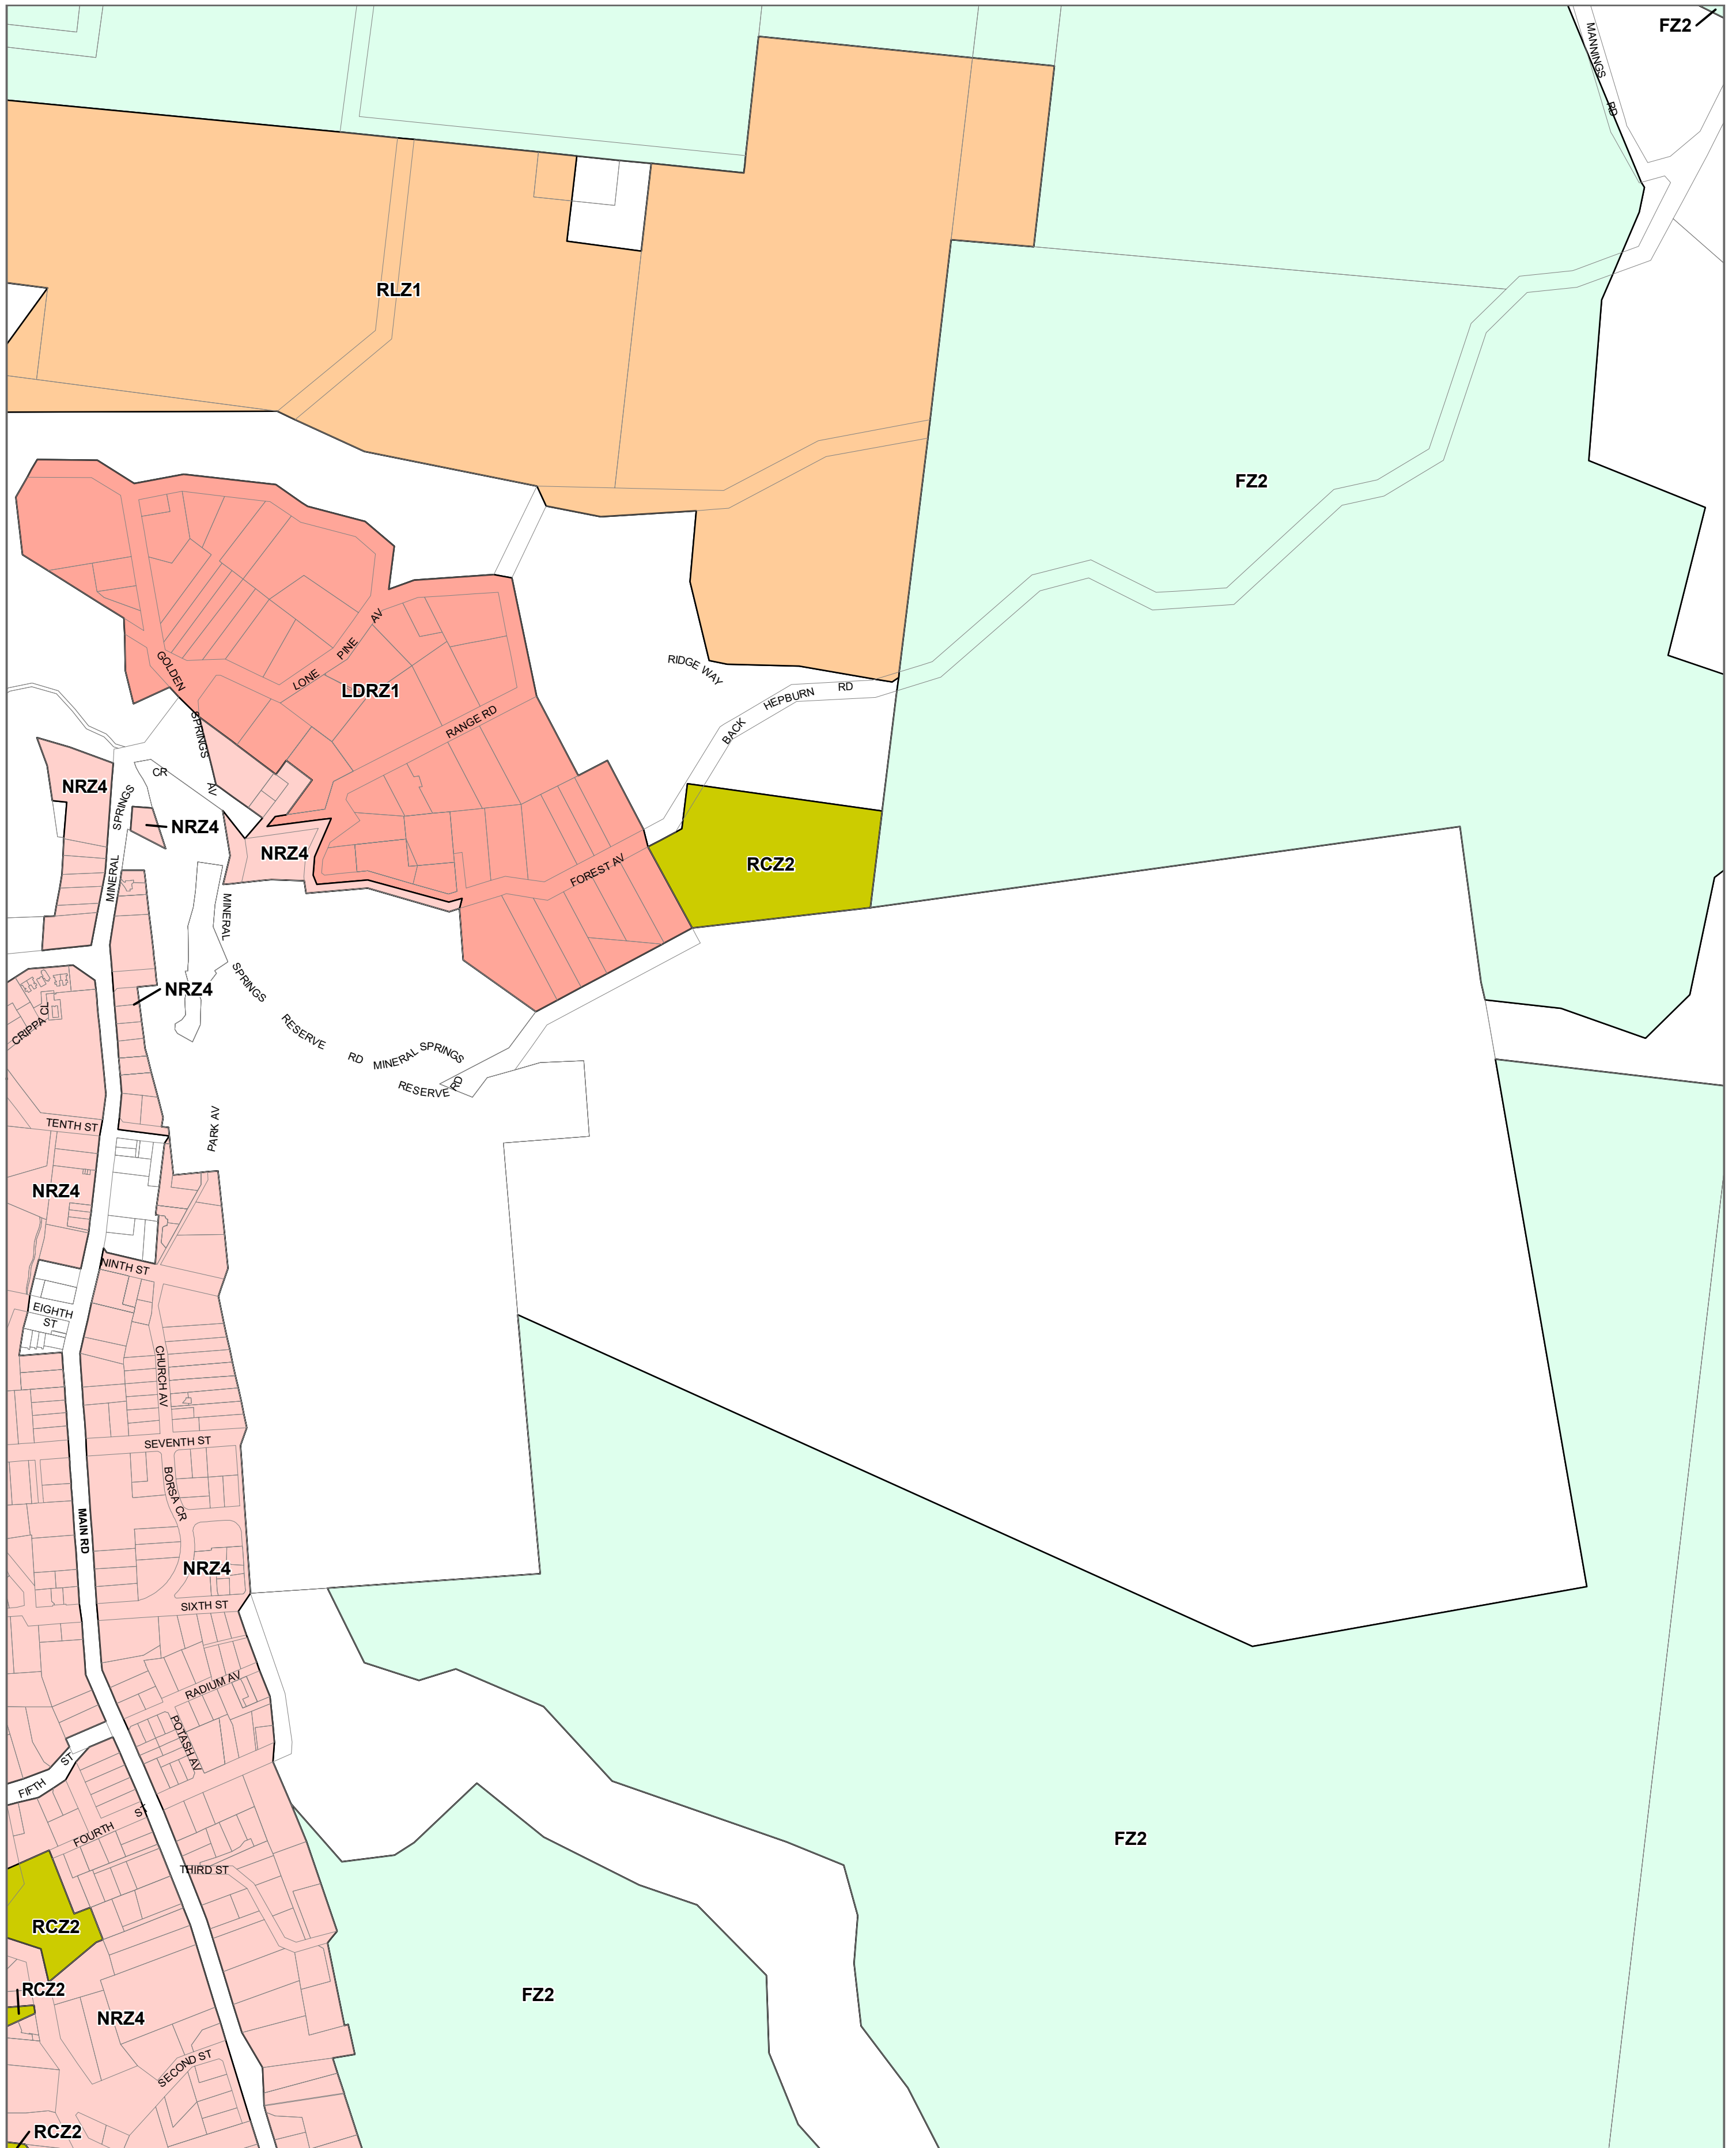 FZ2
MANNINGS RD
RLZ1
FZ2
GOLDEN SPRINGS AV
LONE PINE AV
LDRZ1
RANGE RD
RIDGE WAY
BACK HEPBURN RD
NRZ4
CR
MINERAL SPRINGS
NRZ4
NRZ4
RCZ2
FOREST AV
MINERAL SPRINGS RESERVE RD
NRZ4
CRIPPA CL
MINERAL SPRINGS
RESERVE RD
TENTH ST
PARK AV
NRZ4
NINTH ST
EIGHTH
ST
CHURCH AV
SEVENTH ST
BORSA CR
MAIN RD
NRZ4
SIXTH ST
RADIUM AV
POTASH AV
FIFTH ST
FOURTH ST
FZ2
THIRD ST
RCZ2
RCZ2
FZ2
NRZ4
SECOND ST
RCZ2